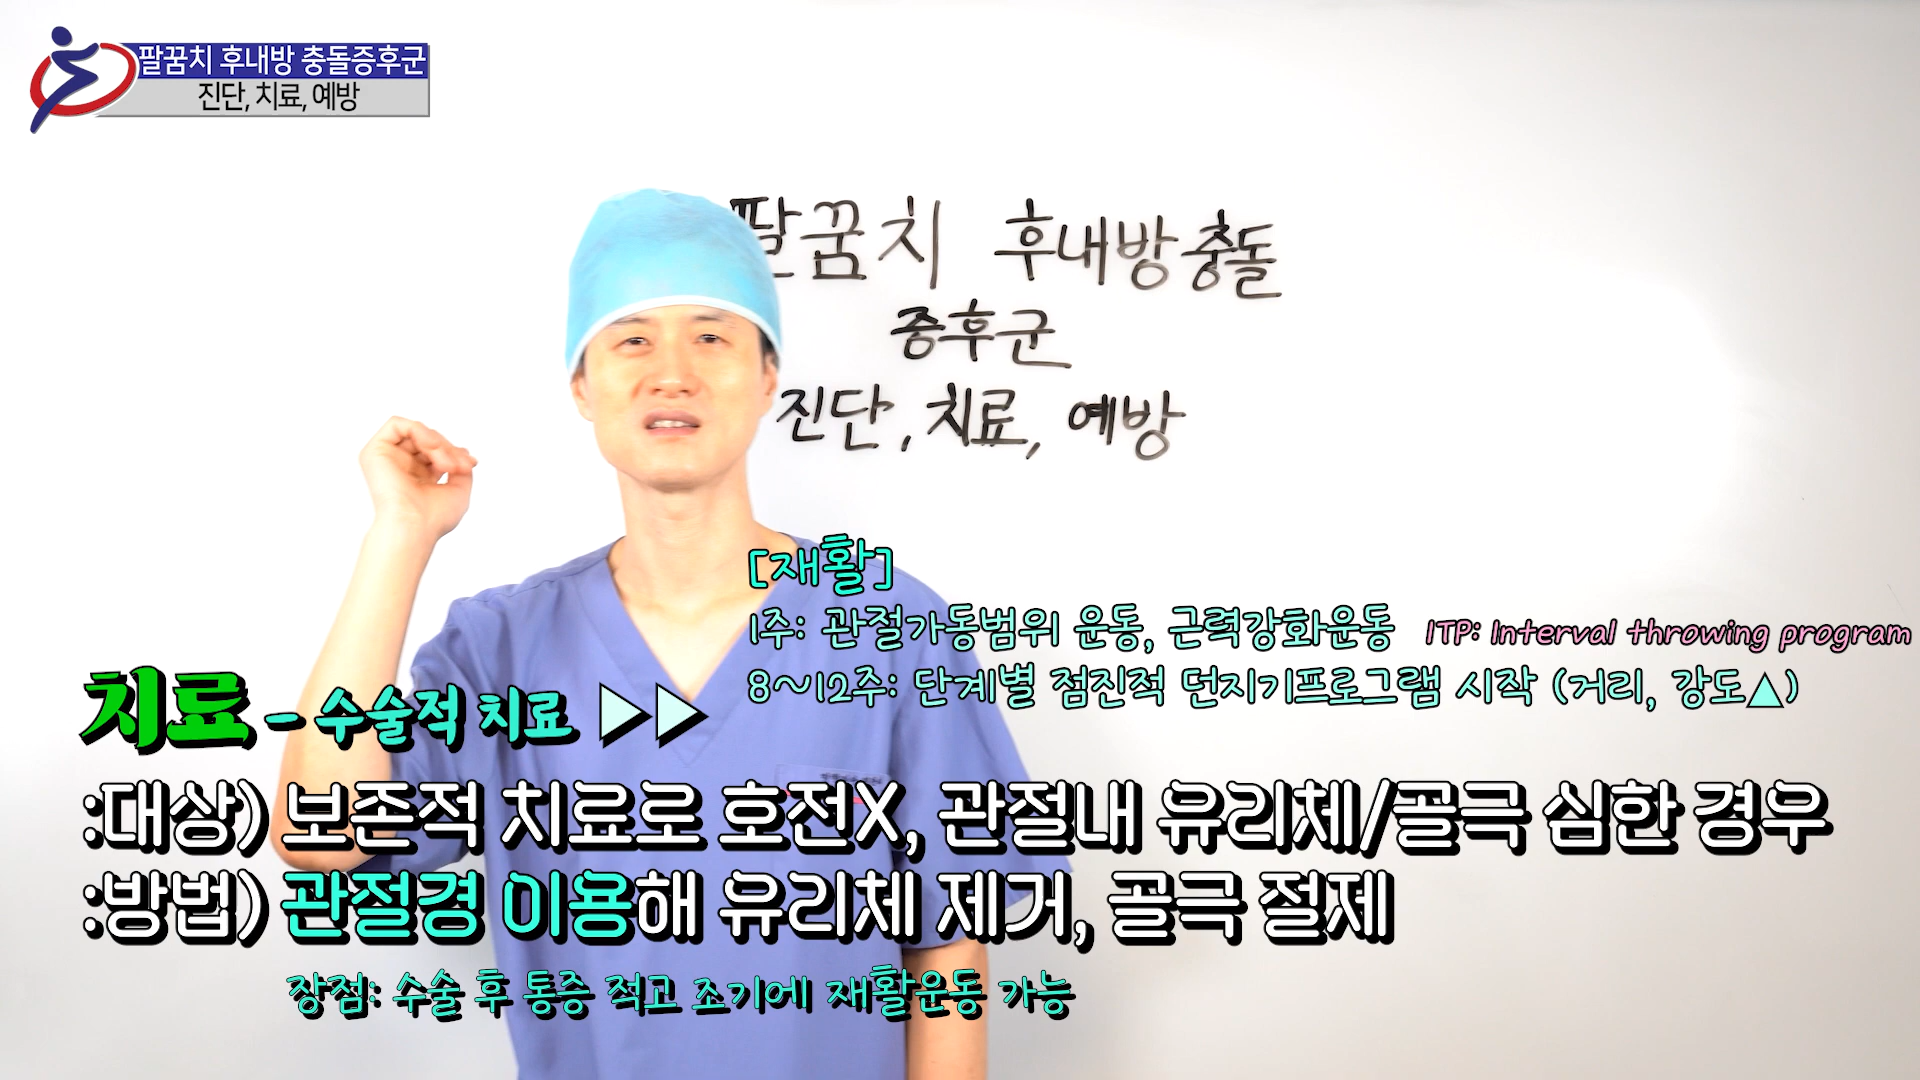 팔꿈치 후내방 충돌증후군
진단, 치료, 예방
팔꿈치 후내방충돌
증후군
진단, 치료, 예방
[재활]
1주: 관절가동범위 운동, 근력강화운동 ITP: Interval throwing program
8~12주: 단계별 점진적 던지기프로그램 시작 (거리, 강도▲)
치료 - 수술적 치료 ▶▶
:대상) 보존적 치료로 호전X, 관절내 유리체/골극 심한 경우
:방법) 관절경 이용해 유리체 제거, 골극 절제
장점: 수술 후 통증 적고 조기에 재활운동 가능